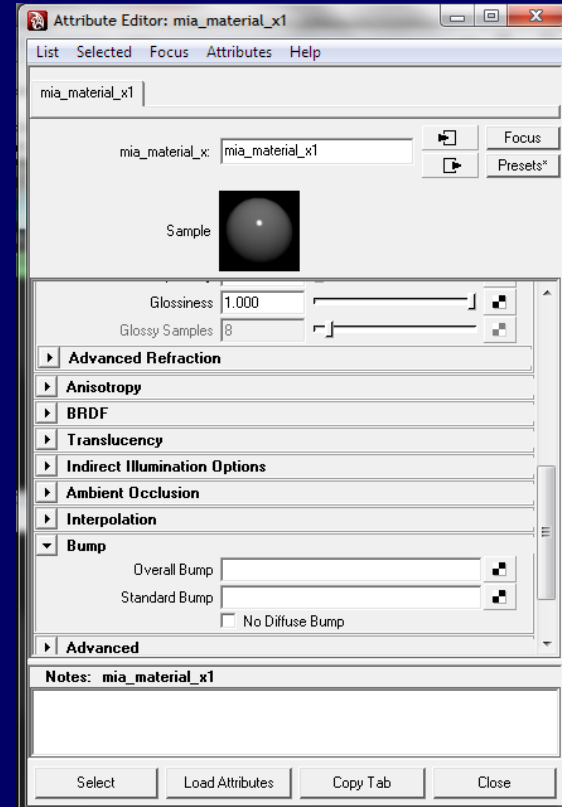 Attribute Editor: mia_material_x1
List Selected Focus Attributes Help
mia_material_x1
mia_material_x: mia_material_x1
Focus
Presets*
Sample
Glossiness 1.000
Glossy Samples 8
Advanced Refraction
Anisotropy
BRDF
Translucency
Indirect Illumination Options
Ambient Occlusion
Interpolation
Bump
Overall Bump
Standard Bump
No Diffuse Bump
Advanced
Notes: mia_material_x1
Select Load Attributes Copy Tab Close